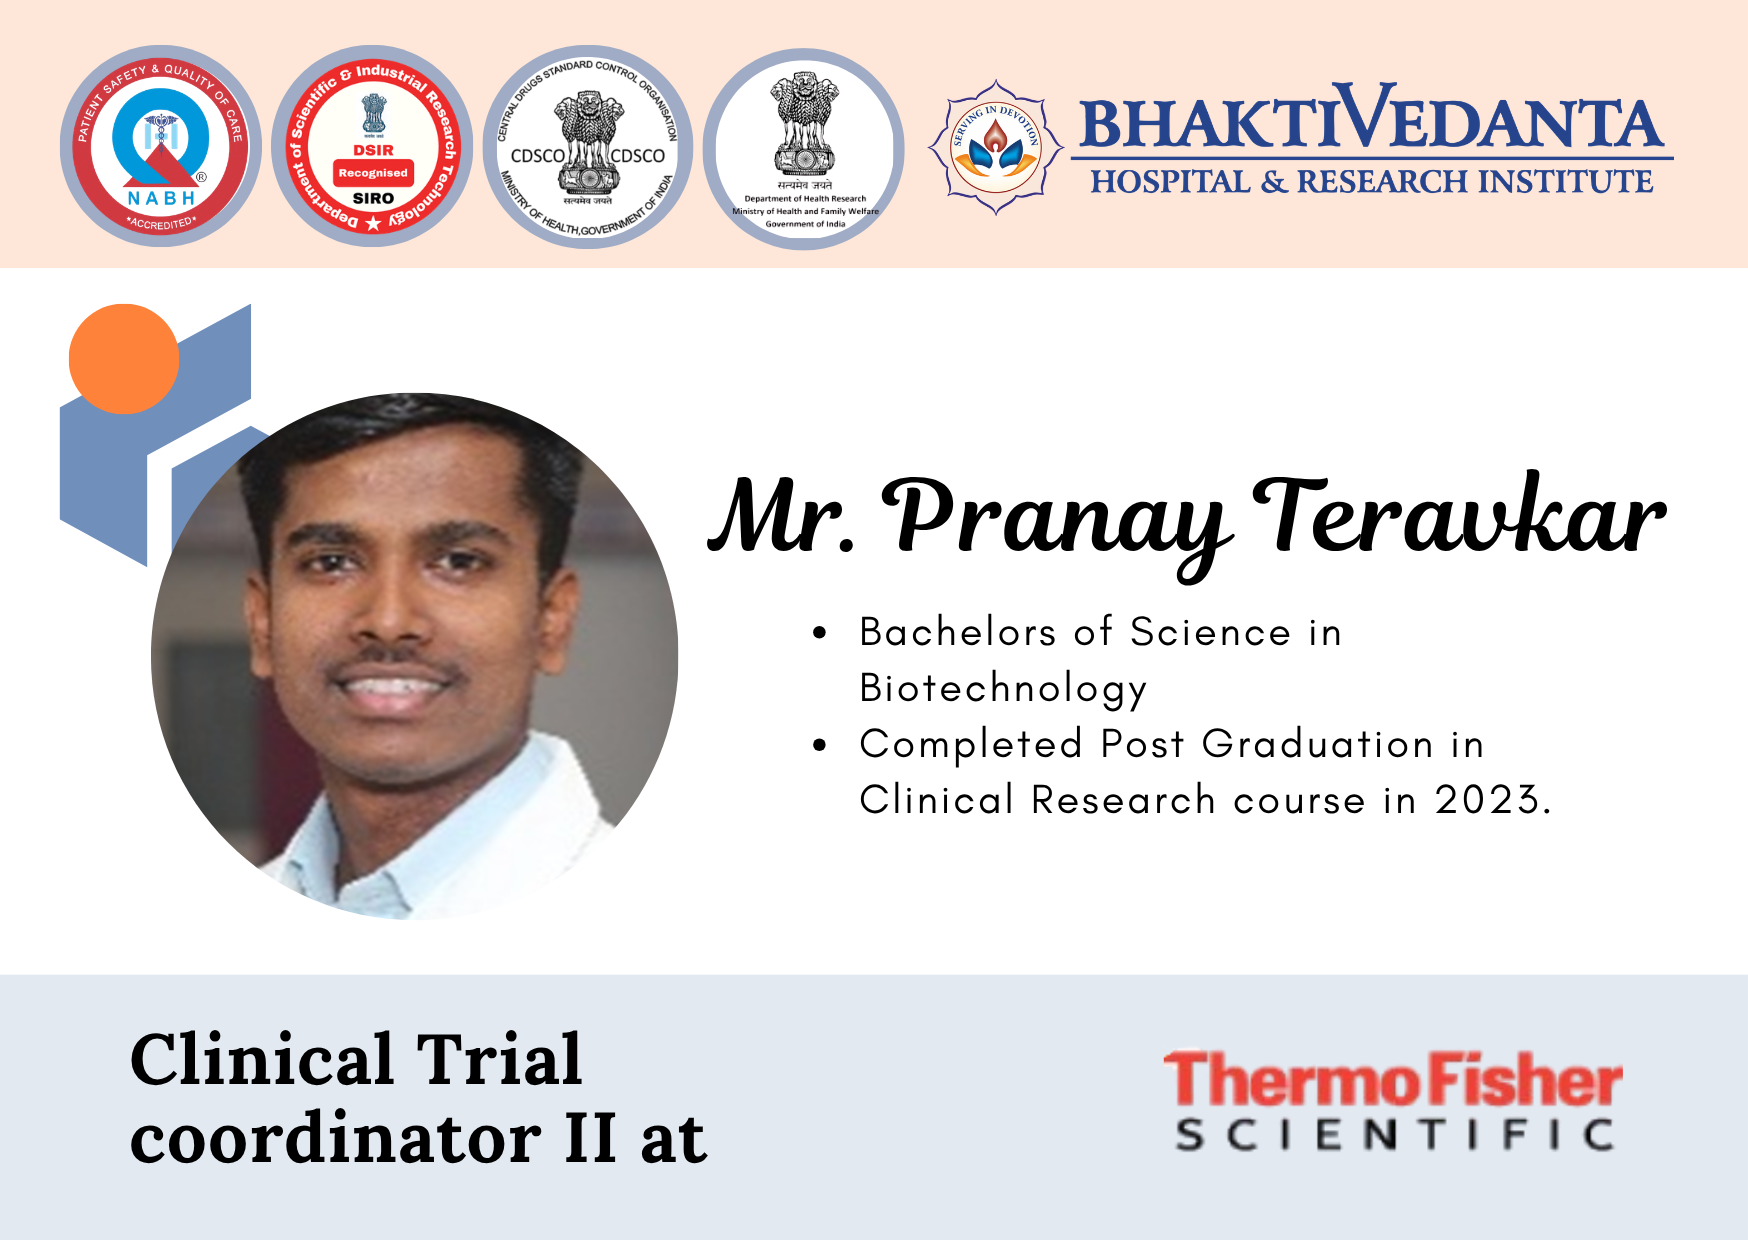 PATIENT SAFETY & QUALITY OF CARE
®
NABH
*ACCREDITED*
Department of Scientific & Industrial Research Technology
सत्यमेव जयते
DSIR
Recognised
SIRO
CENTRAL DRUGS STANDARD CONTROL ORGANISATION
CDSCO CDSCO
सत्यमेव जयते
MINISTRY OF HEALTH,GOVERNMENT OF INDIA
सत्यमेव जयते
Department of Health Research
Ministry of Health and Family Welfare
Government of India
SERVING IN DEVOTION
BHAKTIVEDANTA
HOSPITAL & RESEARCH INSTITUTE
Mr. Pranay Teravkar
• Bachelors of Science in
Biotechnology
• Completed Post Graduation in
Clinical Research course in 2023.
Clinical Trial
coordinator II at
ThermoFisher
SCIENTIFIC